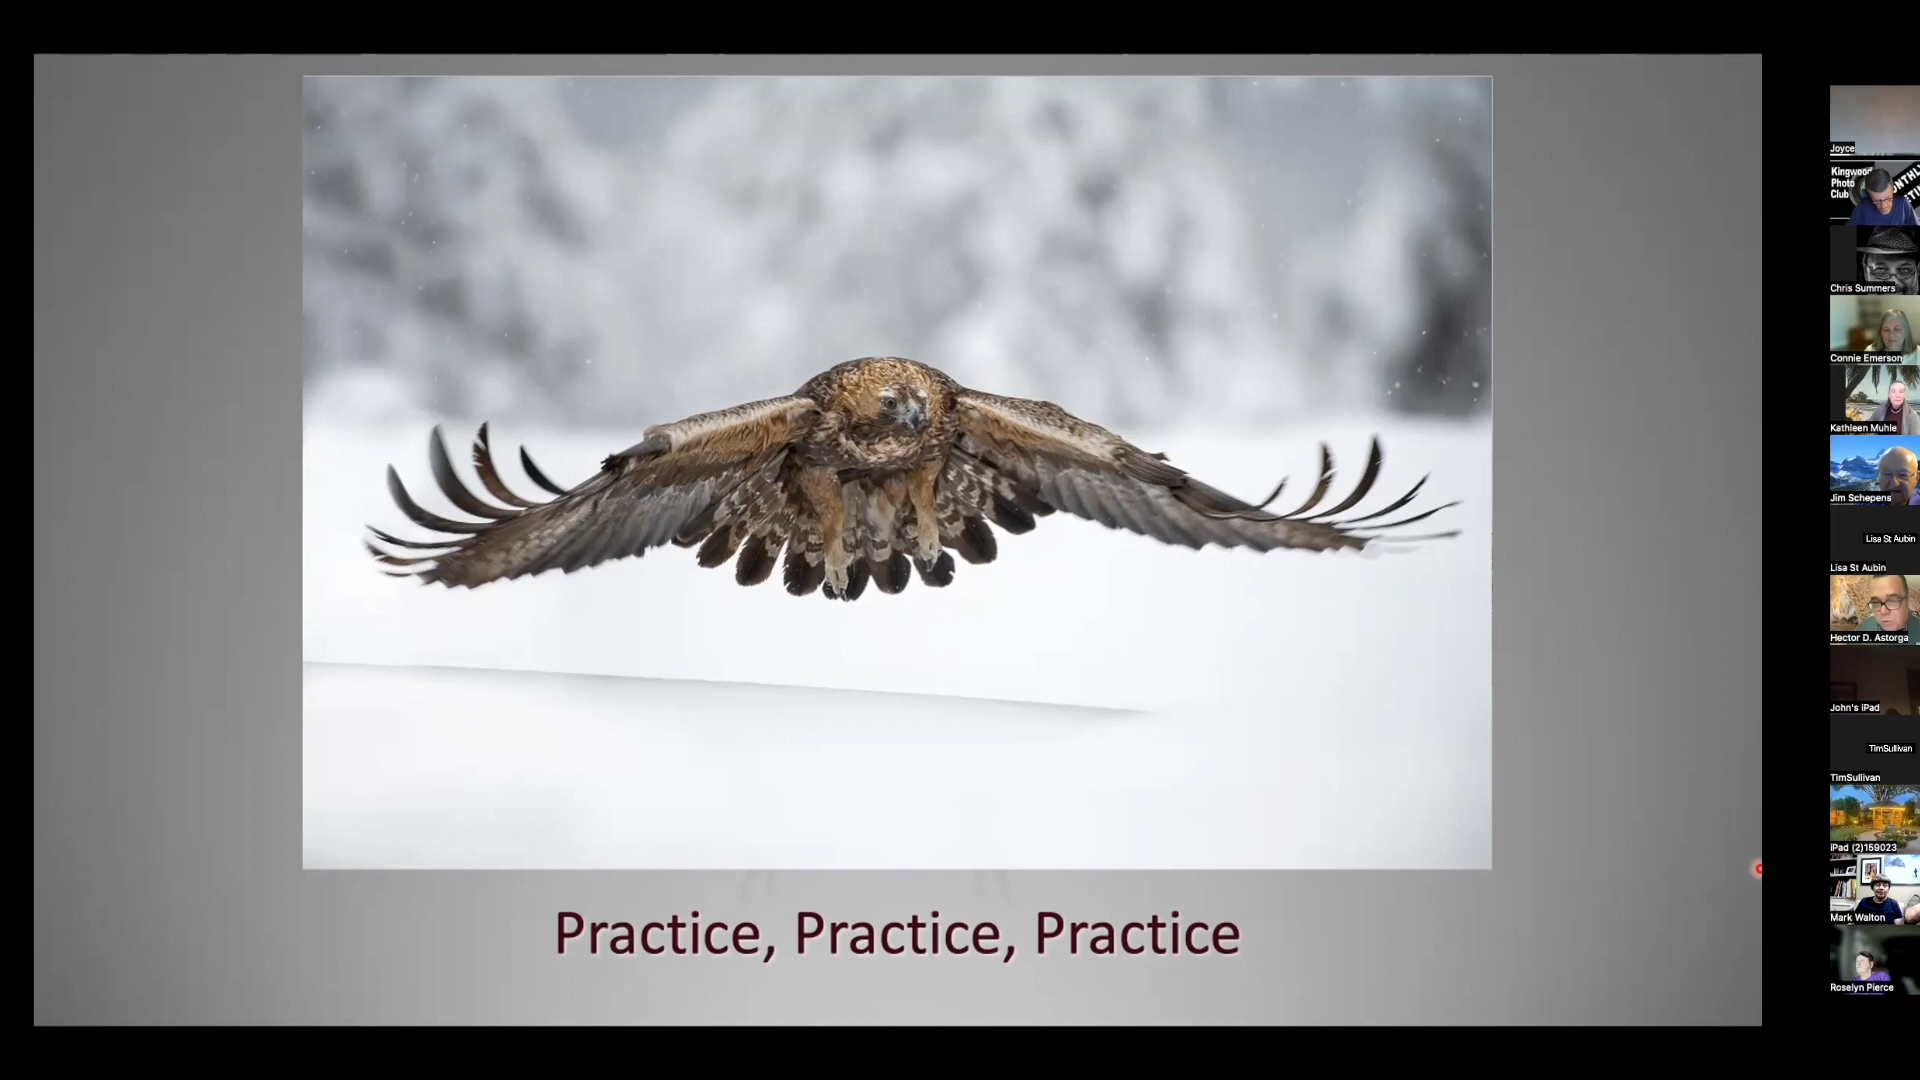 Practice, Practice, Practice
Joyce
Kingwood
Photo
Club
Chris Summers
Connie Emerson
Kathleen Muhle
Jim Schepens
Lisa St Aubin
Lisa St Aubin
Hector D. Astorga
John's iPad
TimSullivan
TimSullivan
iPad (2)159023
Mark Walton
Roselyn Pierce